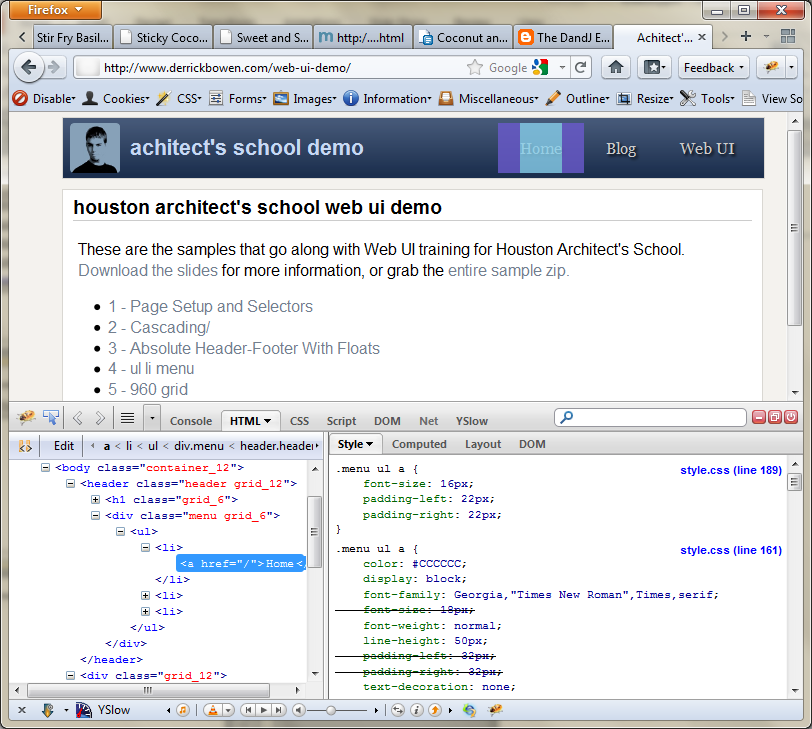 Firefox
Stir Fry Basil...
Sticky Coco...
Sweet and S...
http:/....html
Coconut an...
The DandJ E...
Achitect'...
http://www.derrickbowen.com/web-ui-demo/
Google
Feedback
Disable
Cookies
CSS
Forms
Images
Information
Miscellaneous
Outline
Resize
Tools
View So
achitect's school demo
Home
Blog
Web UI
houston architect's school web ui demo
These are the samples that go along with Web UI training for Houston Architect's School.
Download the slides for more information, or grab the entire sample zip.
1 - Page Setup and Selectors
2 - Cascading/
3 - Absolute Header-Footer With Floats
4 - ul li menu
5 - 960 grid
Console
HTML
CSS
Script
DOM
Net
YSlow
Edit
a < li < ul < div.menu < header.header
Style
Computed
Layout
DOM
<body class="container_12">
<header class="header grid_12">
<h1 class="grid_6">
<div class="menu grid_6">
<ul>
<li>
<a href="/">Home<
</li>
<li>
<li>
</ul>
</div>
</header>
<div class="grid_12">
.menu ul a {
style.css (line 189)
font-size: 16px;
padding-left: 22px;
padding-right: 22px;
}
.menu ul a {
style.css (line 161)
color: #CCCCCC;
display: block;
font-family: Georgia,"Times New Roman",Times,serif;
font-size: 18px;
font-weight: normal;
line-height: 50px;
padding-left: 32px;
padding-right: 32px;
text-decoration: none;
YSlow